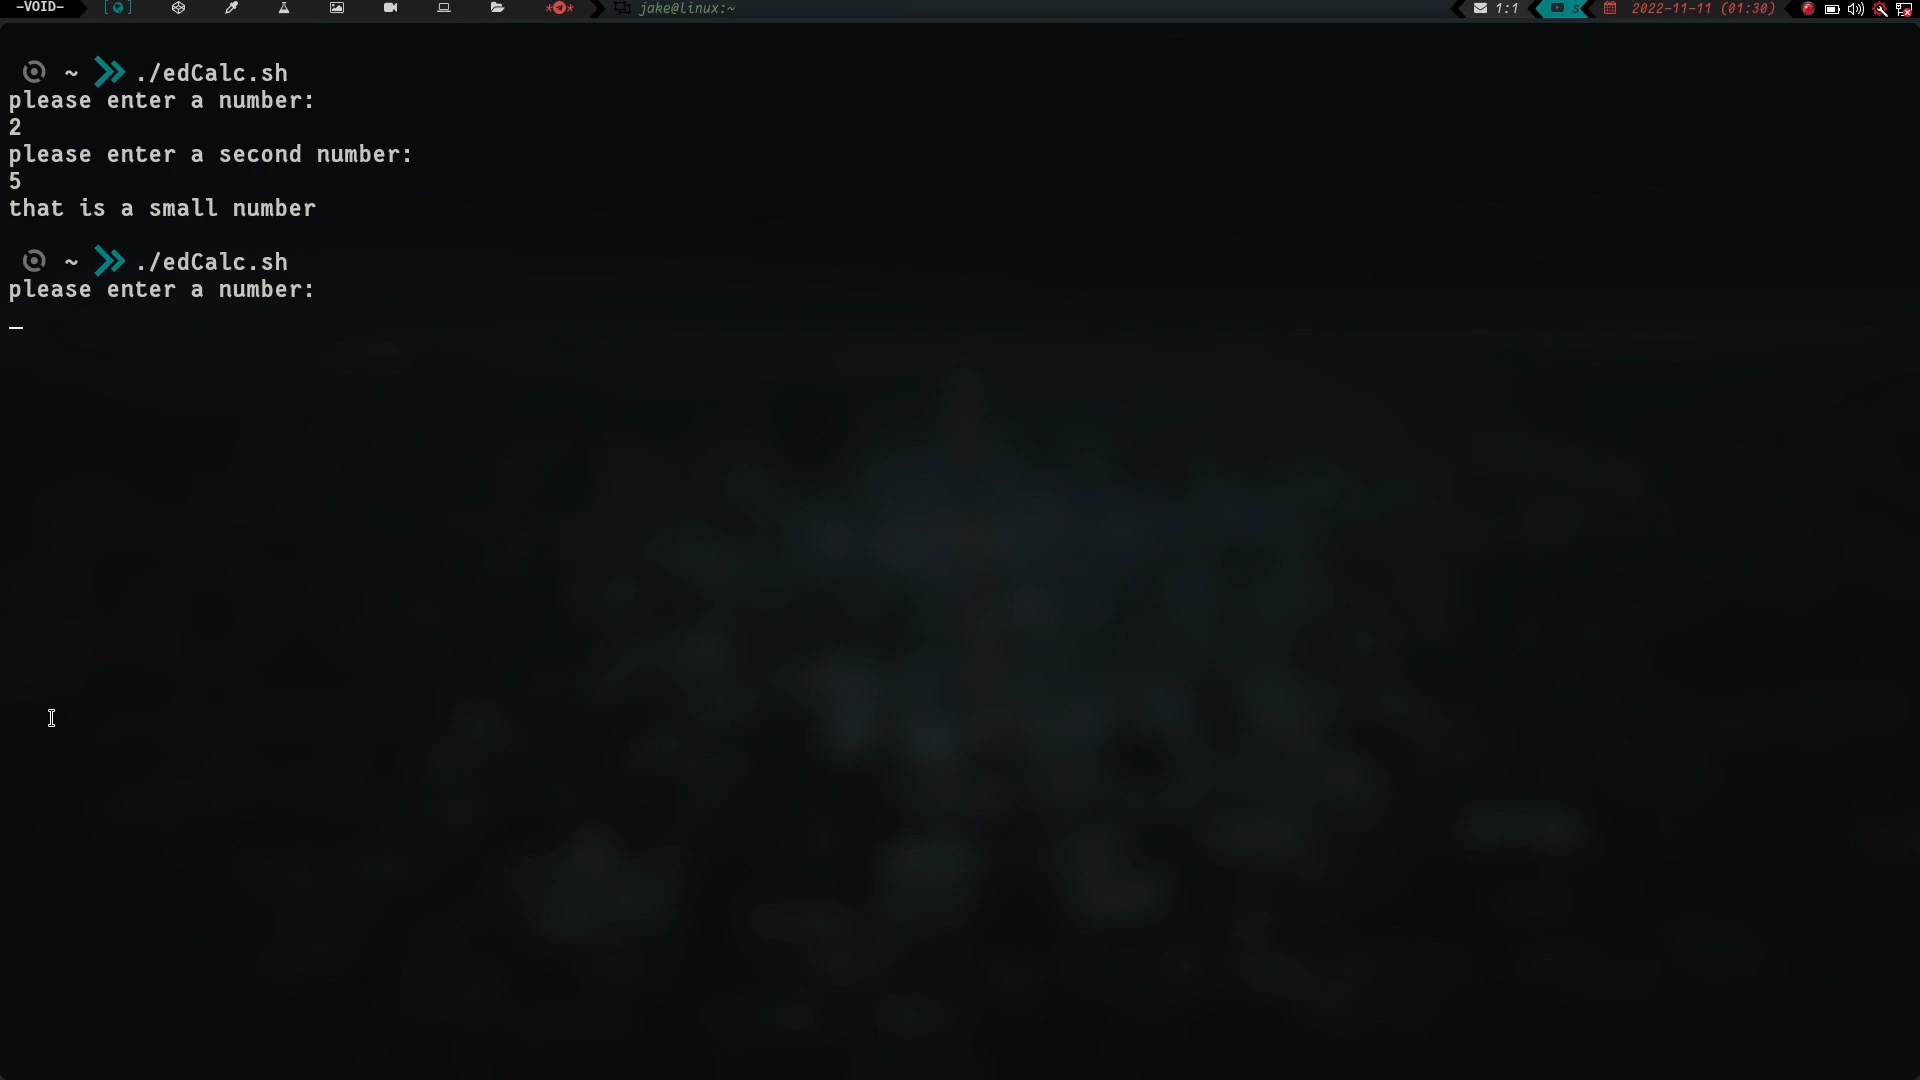 —VOID—
jake@linux:~
1:1
5
2022-11-11 (01:30)
~ ./edCalc.sh
please enter a number:
2
please enter a second number:
5
that is a small number
~ ./edCalc.sh
please enter a number: